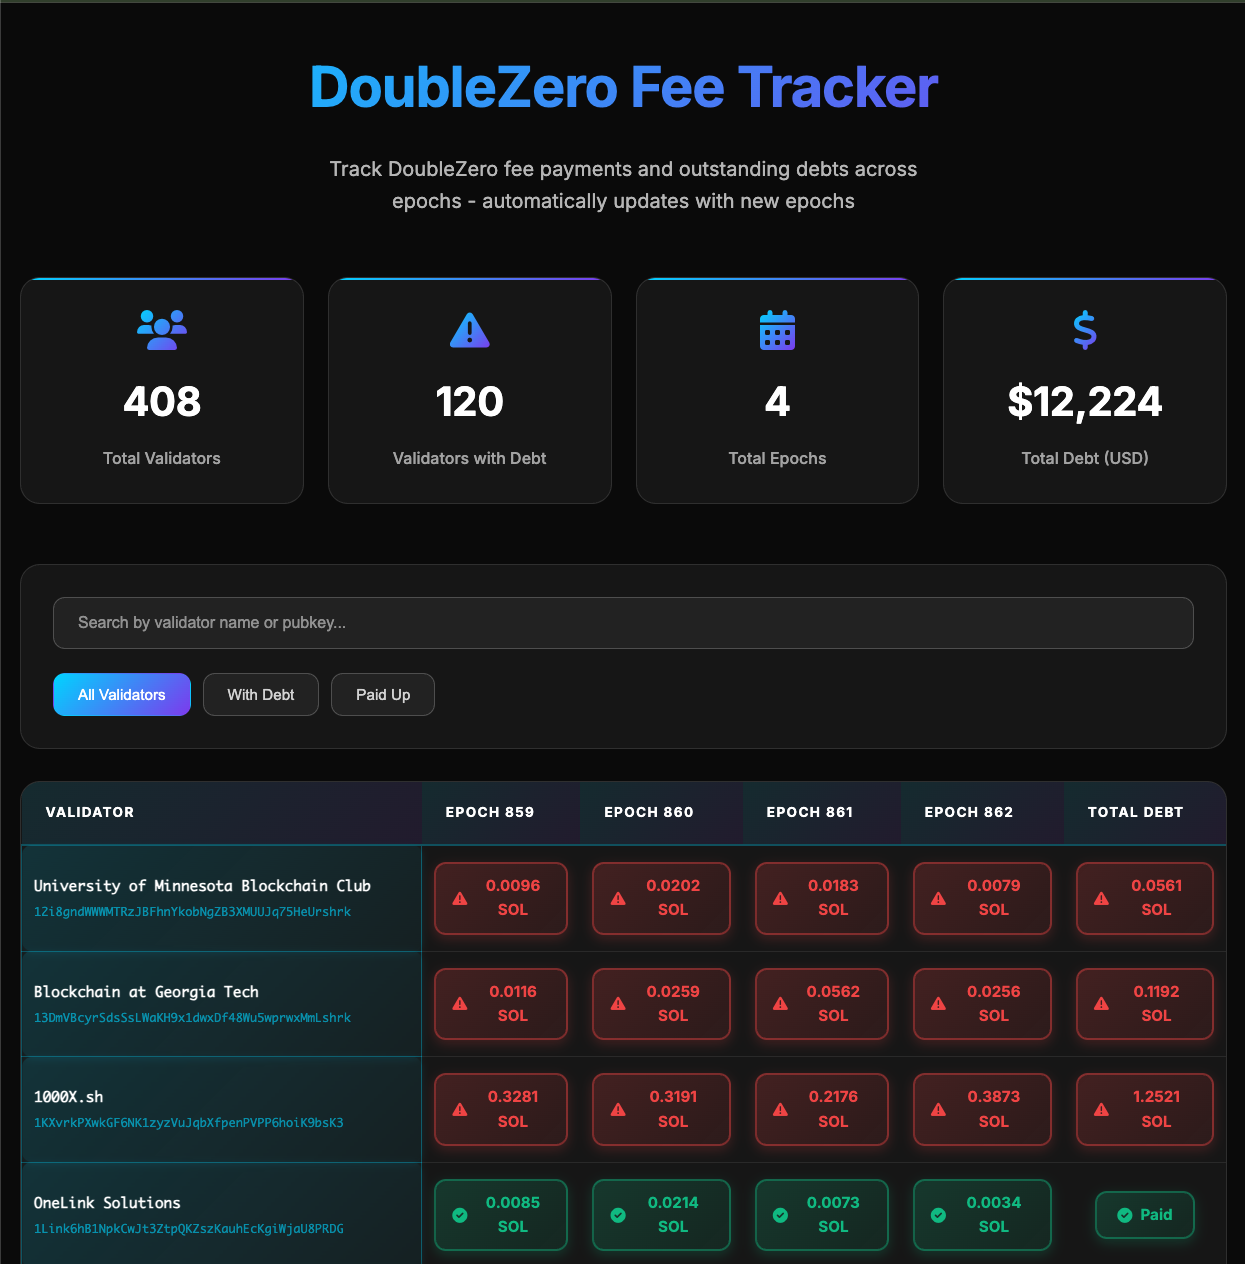 DoubleZero Fee Tracker
Track DoubleZero fee payments and outstanding debts across
epochs - automatically updates with new epochs
408
Total Validators
120
Validators with Debt
4
Total Epochs
$12,224
Total Debt (USD)
Search by validator name or pubkey...
All Validators
With Debt
Paid Up
VALIDATOR EPOCH 859 EPOCH 860 EPOCH 861 EPOCH 862 TOTAL DEBT
University of Minnesota Blockchain Club
12i8gndWWWMTRzJBFhnYkobNgZB3XMUUJq75HeUrshrk
0.0096 SOL
0.0202 SOL
0.0183 SOL
0.0079 SOL
0.0561 SOL
Blockchain at Georgia Tech
13DmVBcyrSdsSsLWaKH9x1dwxDf48Wu5wprwxMmLshrk
0.0116 SOL
0.0259 SOL
0.0562 SOL
0.0256 SOL
0.1192 SOL
1000X.sh
1KXvrkPXwkGF6NK1zyzVuJqbXfpenPVPP6hoiK9bsK3
0.3281 SOL
0.3191 SOL
0.2176 SOL
0.3873 SOL
1.2521 SOL
OneLink Solutions
1Link6hB1NpkCwJt3ZtpQKZszKauhEcKgiWjaU8PRDG
0.0085 SOL
0.0214 SOL
0.0073 SOL
0.0034 SOL
Paid